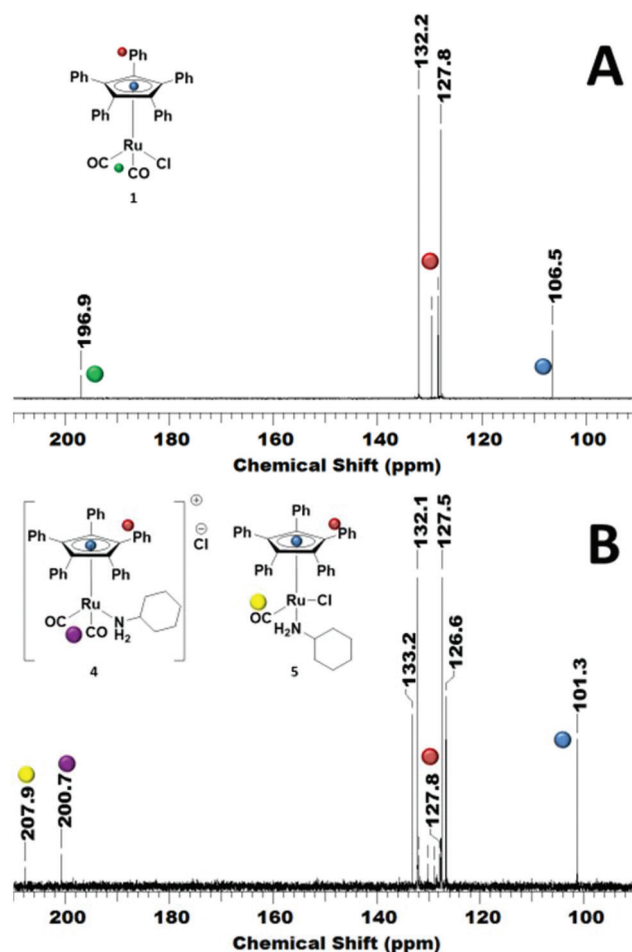 A
132.2
127.8
Ph
Ph
Ph
Ph
Ph
Ru
OC
CO
Cl
1
196.9
106.5
200 180 160 140 120 100
Chemical Shift (ppm)
B
Ph
Ph
Ph
Ph
Ph
Ru
OC
CO
N
H2
+
Cl
−
4
Ph
Ph
Ph
Ph
Ph
Ru
Cl
OC
H2N
5
207.9
200.7
133.2
132.1
127.8
127.5
126.6
101.3
200 180 160 140 120 100
Chemical Shift (ppm)